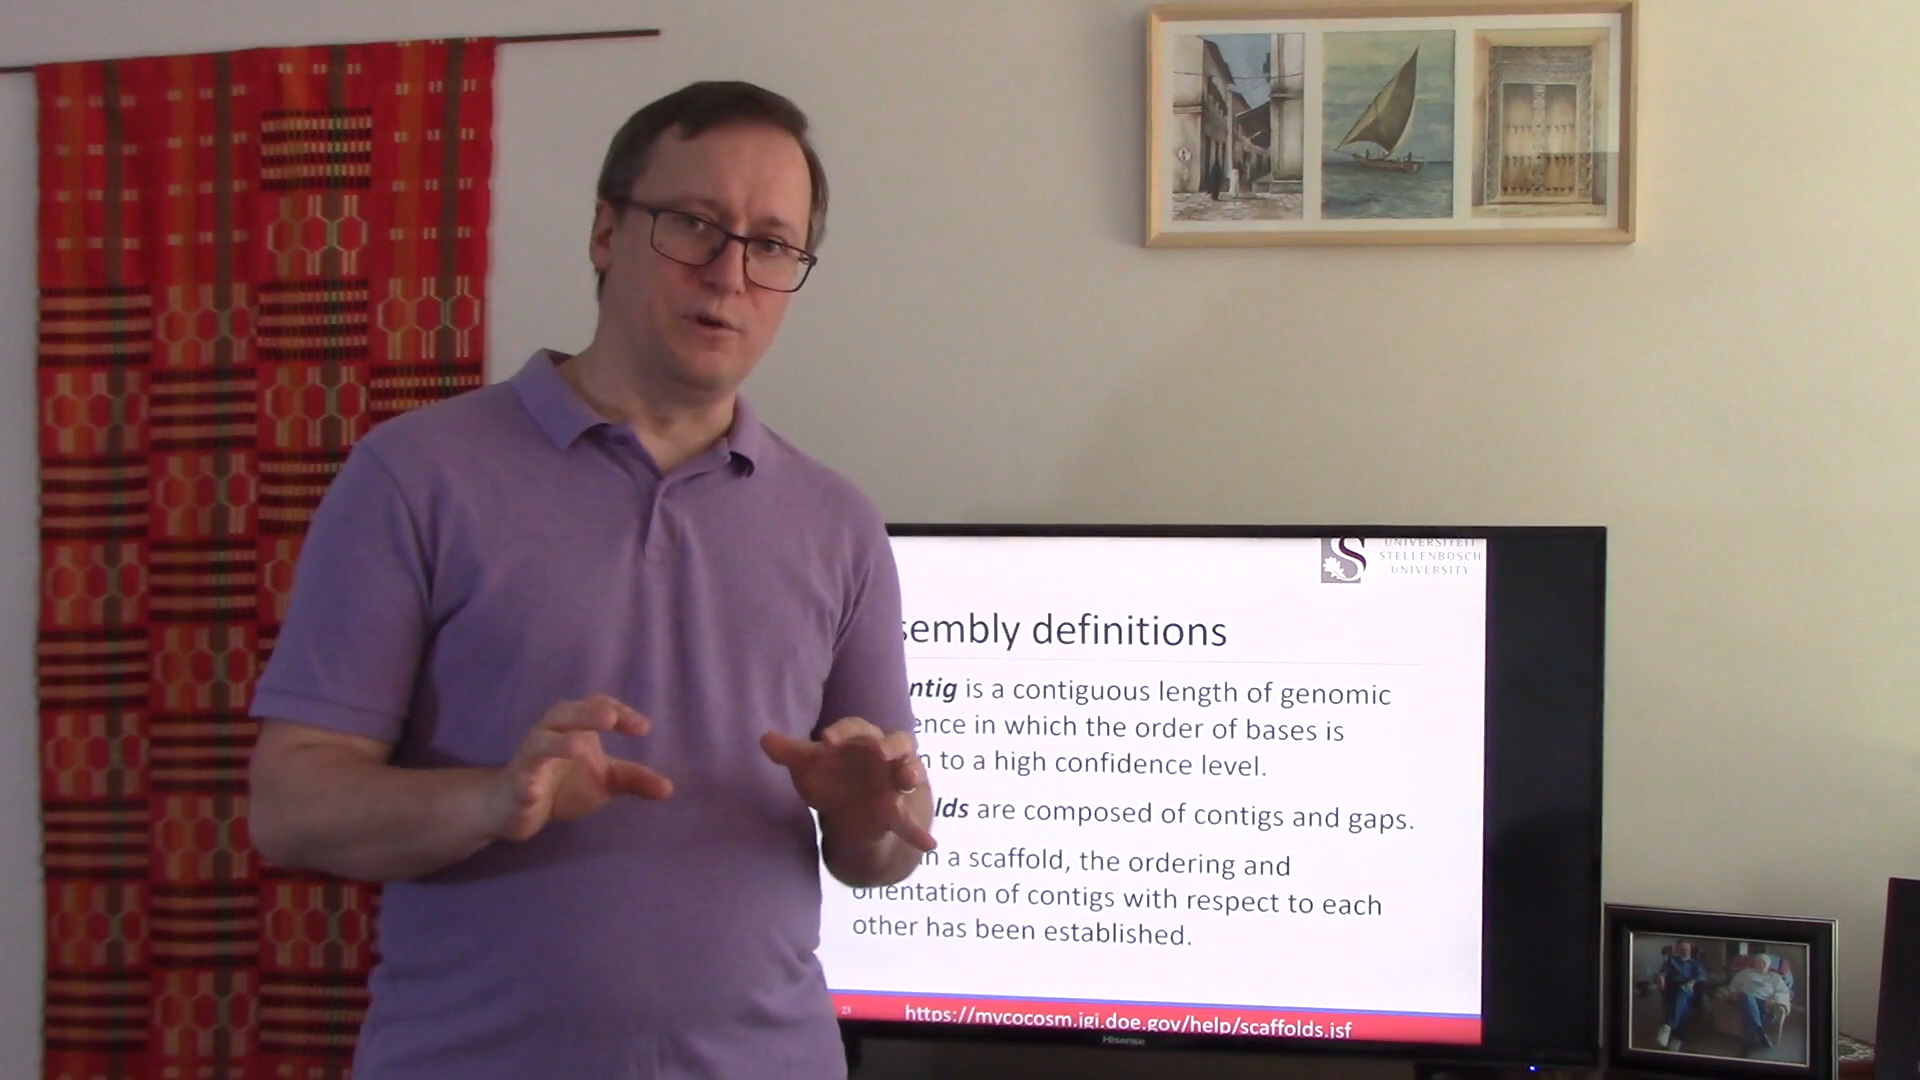 UNIVERSITEIT
STELLENBOSCH
UNIVERSITY
sembly definitions
ntig is a contiguous length of genomic
ence in which the order of bases is
n to a high confidence level.
lds are composed of contigs and gaps.
in a scaffold, the ordering and
orientation of contigs with respect to each
other has been established.
23
https://mycocosm.jgi.doe.gov/help/scaffolds.jsf
Hisense